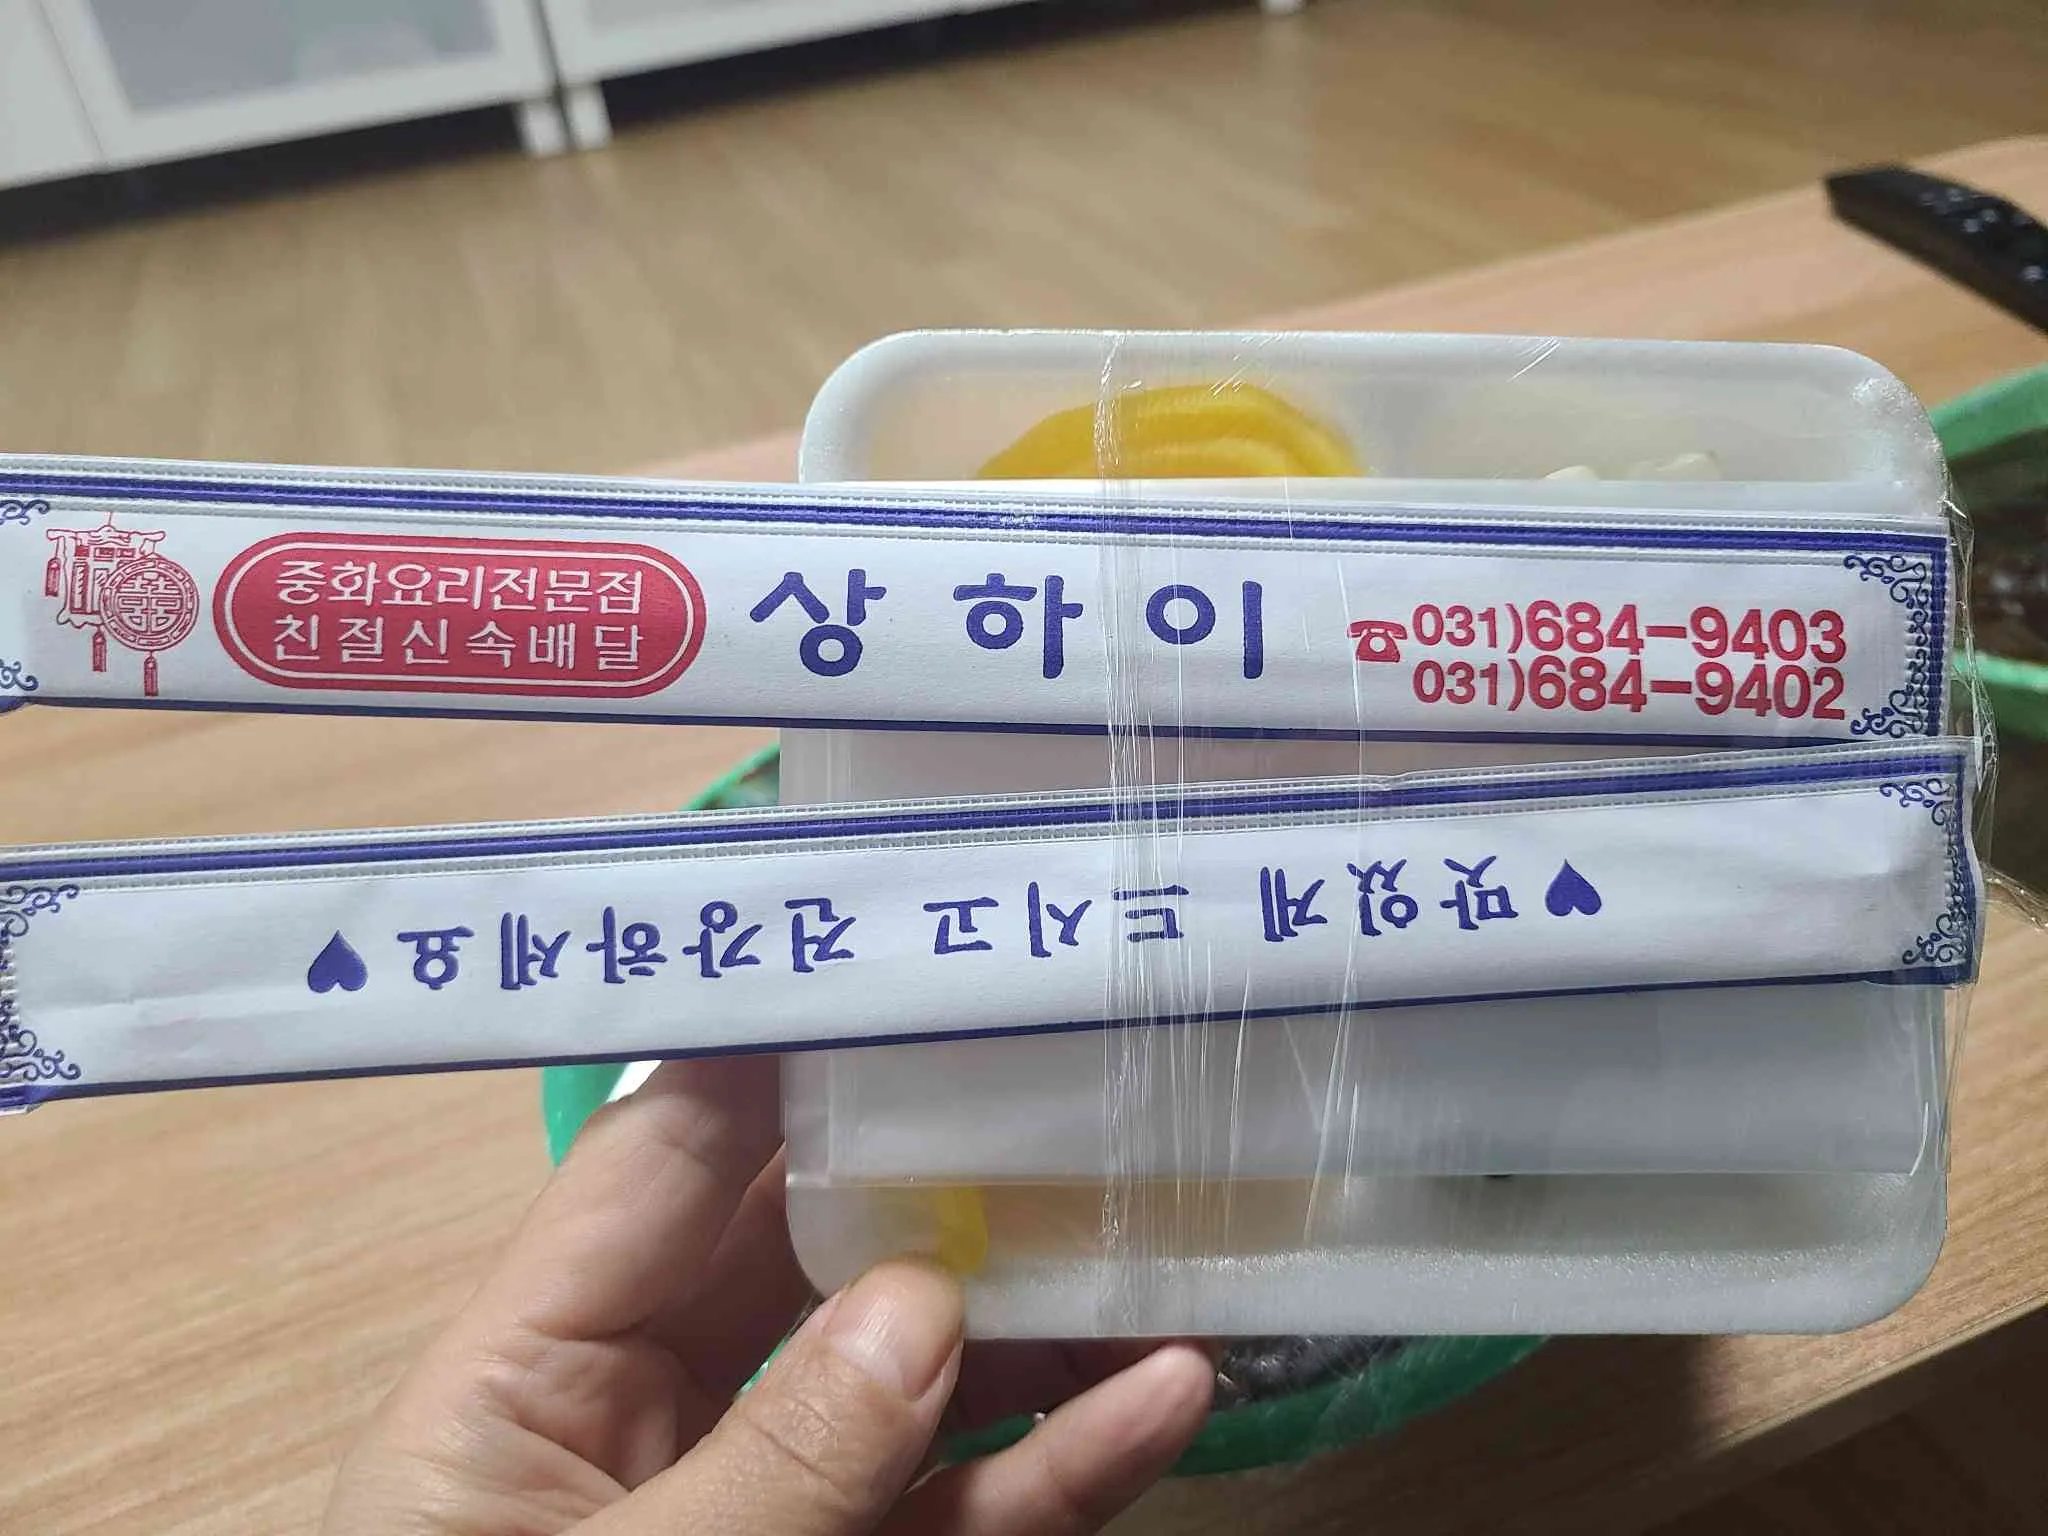 중화요리전문점
친절신속배달
상하이
☎031)684-9403
031)684-9402
♥맛있게 드시고 건강하세요♥